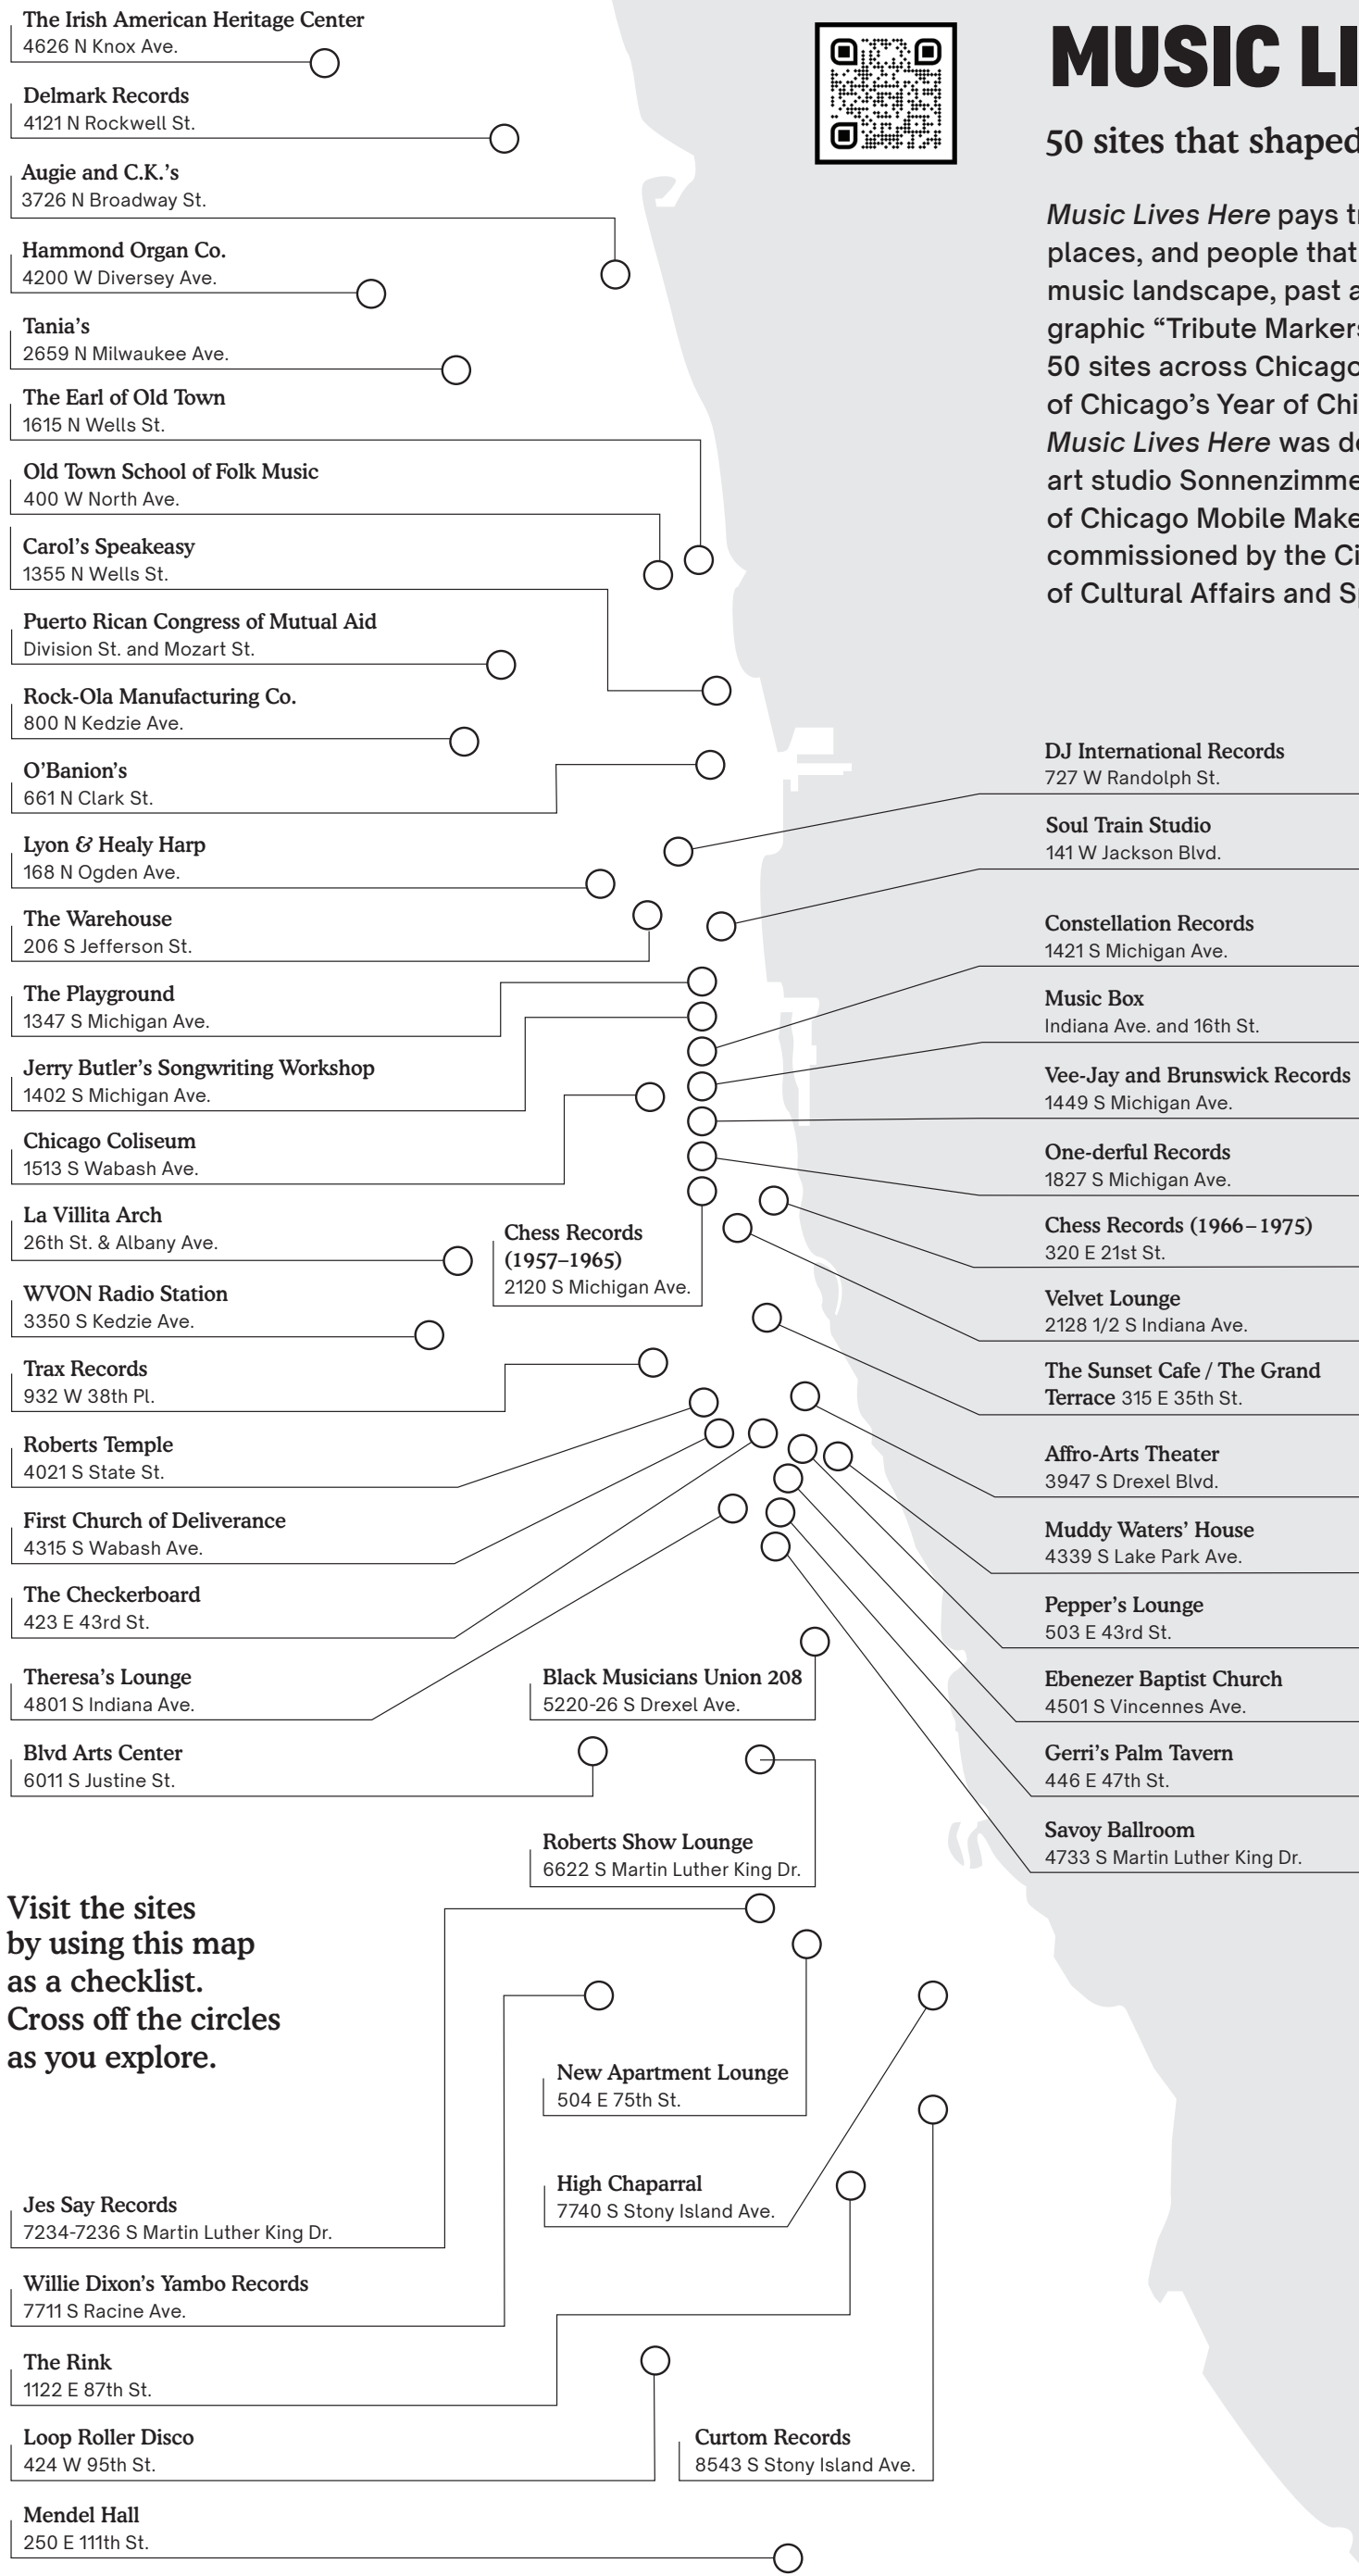 The Irish American Heritage Center
4626 N Knox Ave.
Delmark Records
4121 N Rockwell St.
Augie and C.K.’s
3726 N Broadway St.
Hammond Organ Co.
4200 W Diversey Ave.
Tania’s
2659 N Milwaukee Ave.
The Earl of Old Town
1615 N Wells St.
Old Town School of Folk Music
400 W North Ave.
Carol’s Speakeasy
1355 N Wells St.
Puerto Rican Congress of Mutual Aid
Division St. and Mozart St.
Rock-Ola Manufacturing Co.
800 N Kedzie Ave.
O’Banion’s
661 N Clark St.
Lyon & Healy Harp
168 N Ogden Ave.
The Warehouse
206 S Jefferson St.
The Playground
1347 S Michigan Ave.
Jerry Butler’s Songwriting Workshop
1402 S Michigan Ave.
Chicago Coliseum
1513 S Wabash Ave.
La Villita Arch
26th St. & Albany Ave.
Chess Records
(1957–1965)
2120 S Michigan Ave.
WVON Radio Station
3350 S Kedzie Ave.
Trax Records
932 W 38th Pl.
Roberts Temple
4021 S State St.
First Church of Deliverance
4315 S Wabash Ave.
The Checkerboard
423 E 43rd St.
Theresa’s Lounge
4801 S Indiana Ave.
Black Musicians Union 208
5220-26 S Drexel Ave.
Blvd Arts Center
6011 S Justine St.
Roberts Show Lounge
6622 S Martin Luther King Dr.
Visit the sites
by using this map
as a checklist.
Cross off the circles
as you explore.
New Apartment Lounge
504 E 75th St.
High Chaparral
7740 S Stony Island Ave.
Jes Say Records
7234-7236 S Martin Luther King Dr.
Willie Dixon’s Yambo Records
7711 S Racine Ave.
The Rink
1122 E 87th St.
Loop Roller Disco
424 W 95th St.
Curtom Records
8543 S Stony Island Ave.
Mendel Hall
250 E 111th St.
MUSIC LI
50 sites that shaped
Music Lives Here pays t
places, and people that
music landscape, past a
graphic “Tribute Markers
50 sites across Chicago
of Chicago’s Year of Chi
Music Lives Here was de
art studio Sonnenzimme
of Chicago Mobile Make
commissioned by the Ci
of Cultural Affairs and S
DJ International Records
727 W Randolph St.
Soul Train Studio
141 W Jackson Blvd.
Constellation Records
1421 S Michigan Ave.
Music Box
Indiana Ave. and 16th St.
Vee-Jay and Brunswick Records
1449 S Michigan Ave.
One-derful Records
1827 S Michigan Ave.
Chess Records (1966–1975)
320 E 21st St.
Velvet Lounge
2128 1/2 S Indiana Ave.
The Sunset Cafe / The Grand
Terrace 315 E 35th St.
Affro-Arts Theater
3947 S Drexel Blvd.
Muddy Waters’ House
4339 S Lake Park Ave.
Pepper’s Lounge
503 E 43rd St.
Ebenezer Baptist Church
4501 S Vincennes Ave.
Gerri’s Palm Tavern
446 E 47th St.
Savoy Ballroom
4733 S Martin Luther King Dr.